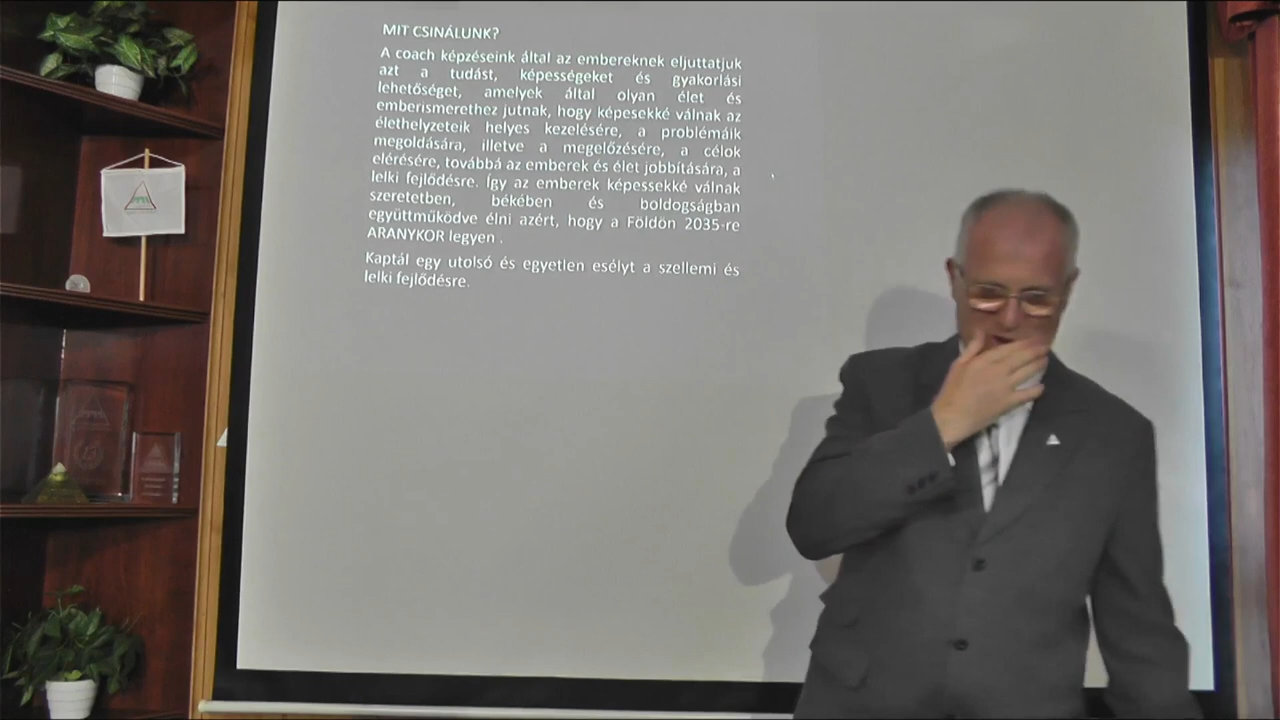 MIT CSINÁLUNK?
A coach képzéseink által az embereknek eljuttatjuk
azt a tudást, képességeket és gyakorlási
lehetőséget, amelyek által olyan élet és
emberismerethez jutnak, hogy képesekké válnak az
élethelyzeteik helyes kezelésére, a problémáik
megoldására, illetve a megelőzésére, a célok
elérésére, továbbá az emberek és élet jobbítására, a
lelki fejlődésre. Így az emberek képessekké válnak
szeretetben, békében és boldogságban
együttműködve élni azért, hogy a Földön 2035-re
ARANYKOR legyen .
Kaptál egy utolsó és egyetlen esélyt a szellemi és
lelki fejlődésre.
13